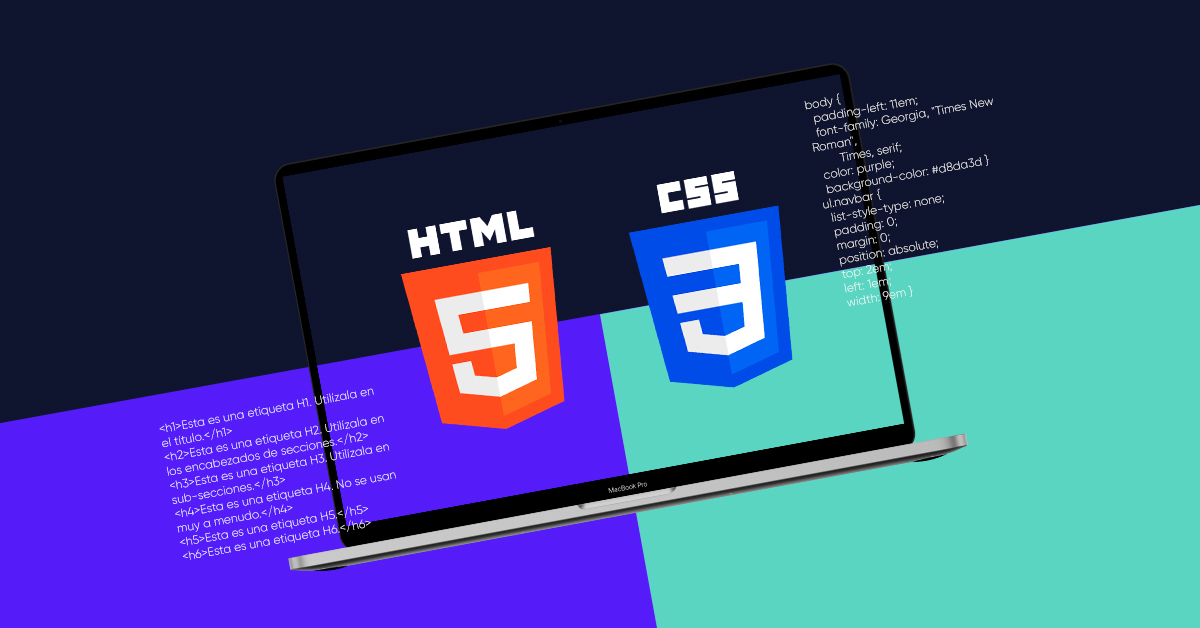 body {
padding-left: 11em;
font-family: Georgia, "Times New
Roman",
Times, serif;
color: purple;
background-color: #d8da3d }
ul.navbar {
list-style-type: none;
padding: 0;
margin: 0;
position: absolute;
top: 2em;
left: 1em;
width: 9em }
CSS
3
HTML
5
<h1>Esta es una etiqueta H1. Utilizala en
el título.</h1>
<h2>Esta es una etiqueta H2. Utilizala en
los encabezados de secciones.</h2>
<h3>Esta es una etiqueta H3. Utilizala en
sub-secciones.</h3>
<h4>Esta es una etiqueta H4. No se usan
muy a menudo.</h4>
<h5>Esta es una etiqueta H5.</h5>
<h6>Esta es una etiqueta H6.</h6>
MacBook Pro